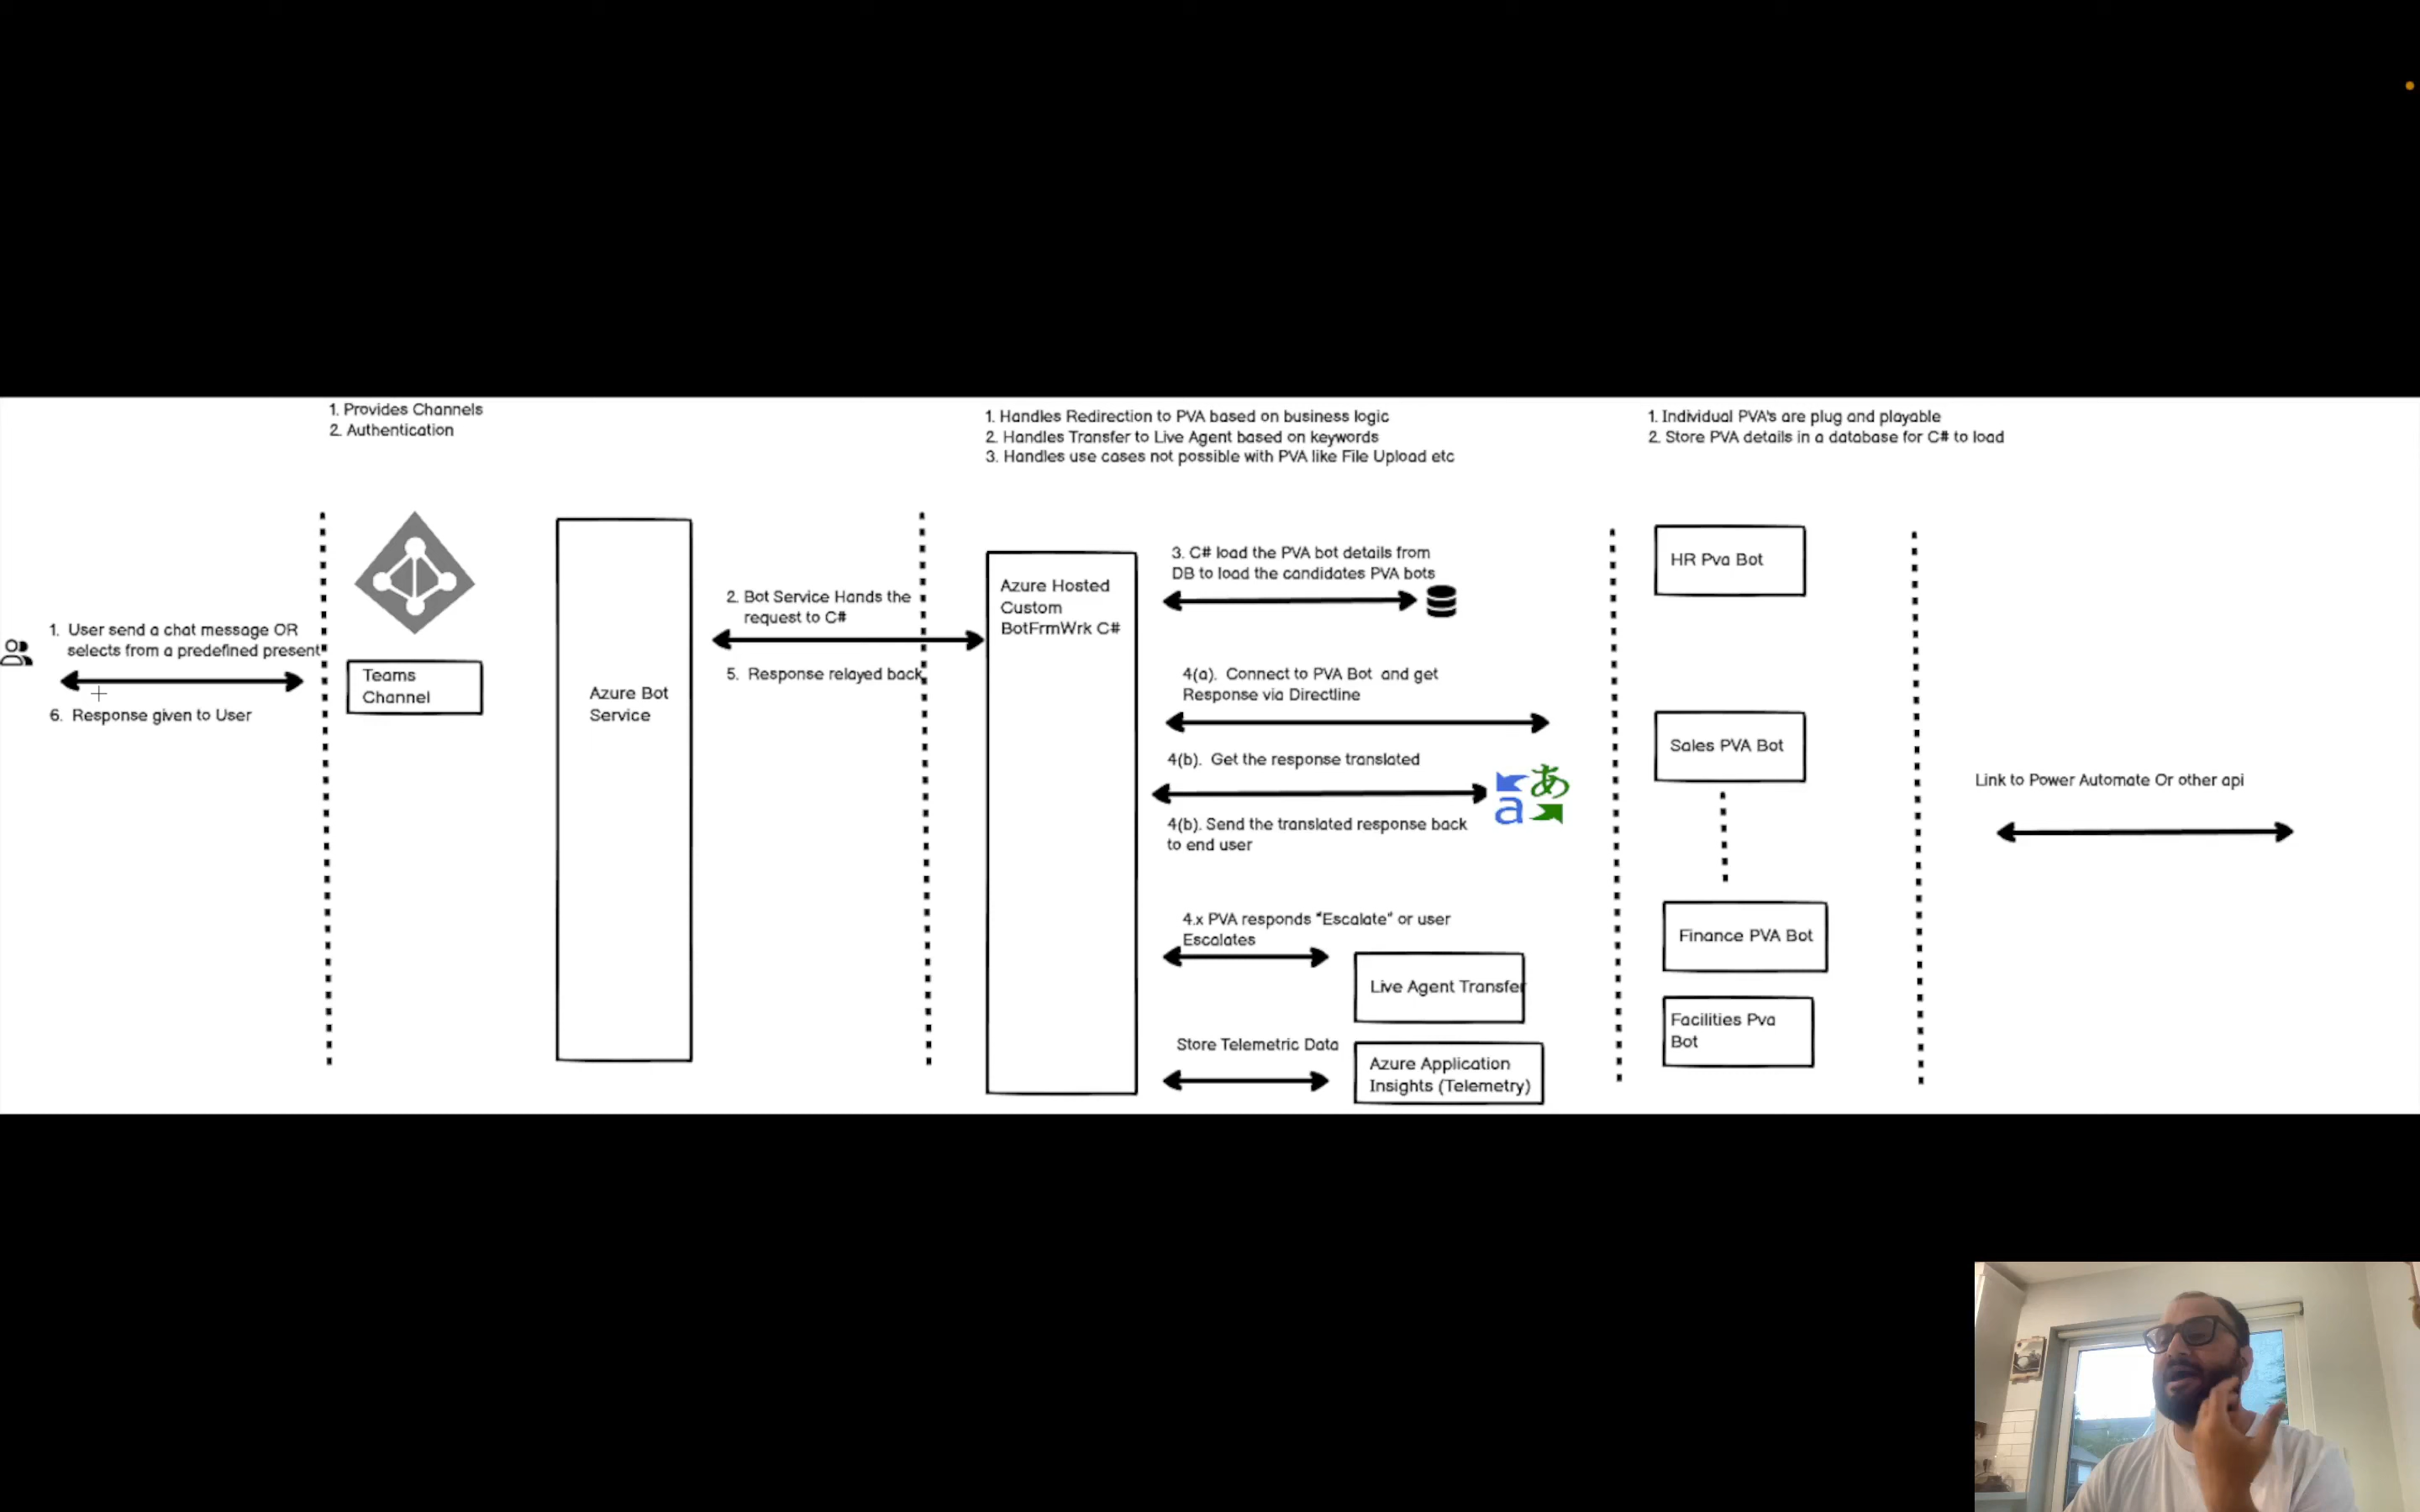 1. Provides Channels
2. Authentication
1. Handles Redirection to PVA based on business logic
2. Handles Transfer to Live Agent based on keywords
3. Handles use cases not possible with PVA like File Upload etc
1. Individual PVA's are plug and playable
2. Store PVA details in a database for C# to load
1. User send a chat message OR
selects from a predefined present
6. Response given to User
Teams
Channel
Azure Bot
Service
2. Bot Service Hands the
request to C#
5. Response relayed back
Azure Hosted
Custom
BotFrmWrk C#
3. C# load the PVA bot details from
DB to load the candidates PVA bots
4(a). Connect to PVA Bot and get
Response via Directline
4(b). Get the response translated
a あ
4(b). Send the translated response back
to end user
4.x PVA responds "Escalate" or user
Escalates
Live Agent Transfer
Store Telemetric Data
Azure Application
Insights (Telemetry)
HR Pva Bot
Sales PVA Bot
Finance PVA Bot
Facilities Pva
Bot
Link to Power Automate Or other api